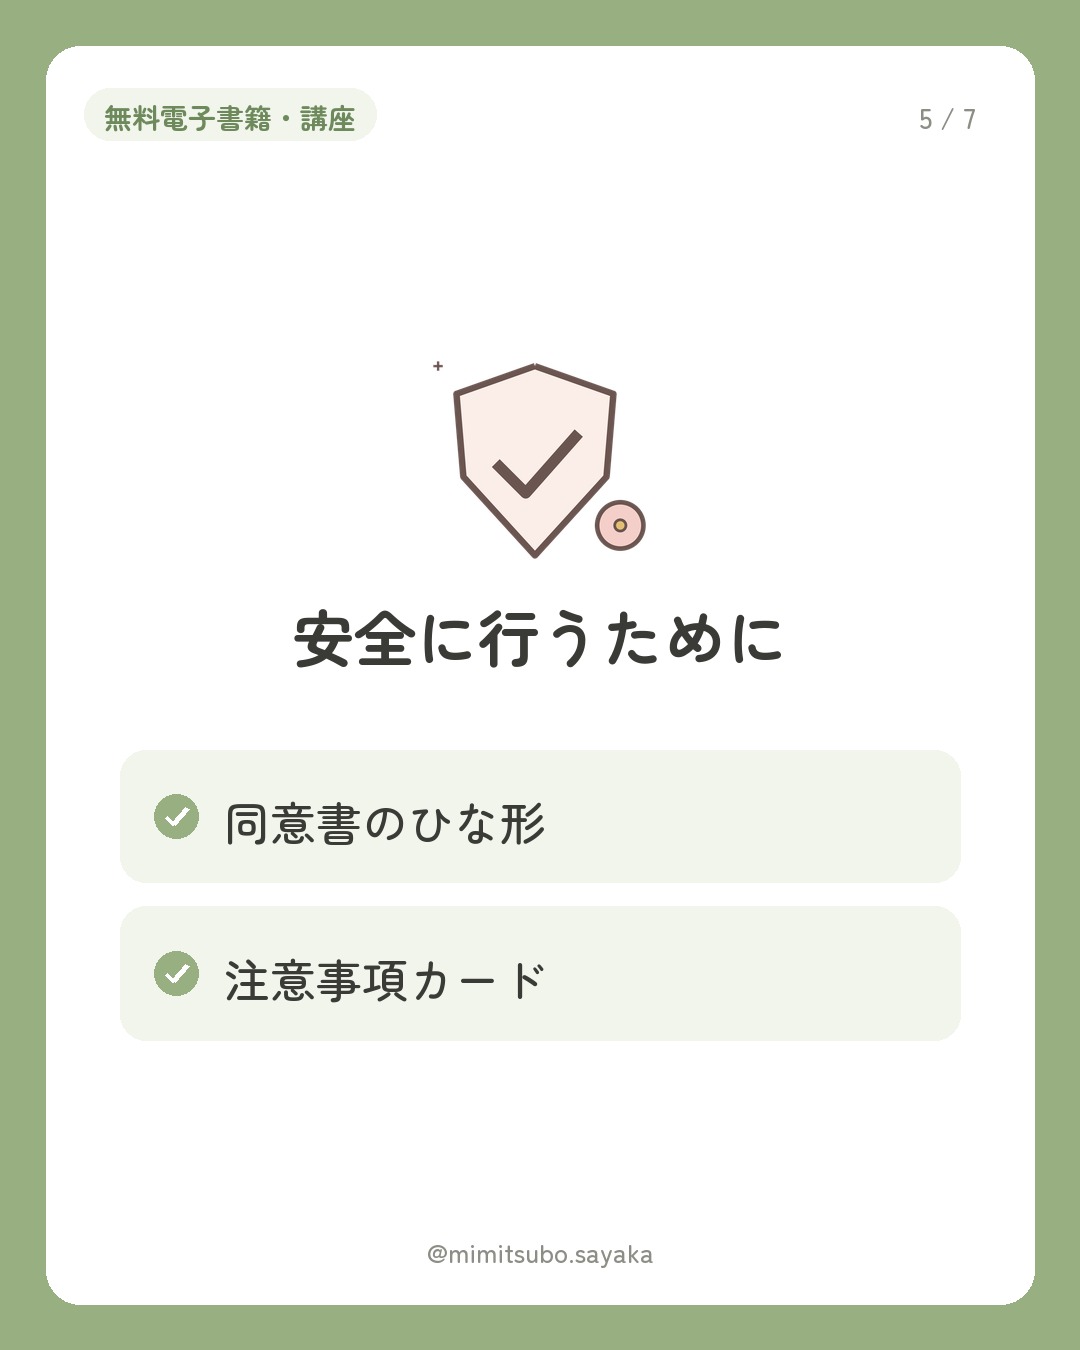 無料電子書籍・講座
5 / 7
安全に行うために
同意書のひな形
注意事項カード
@mimitsubo.sayaka